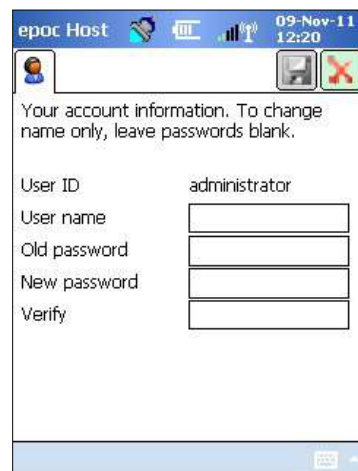 epoc Host 09-Nov-11
12:20
Your account information. To change
name only, leave passwords blank.
User ID administrator
User name
Old password
New password
Verify